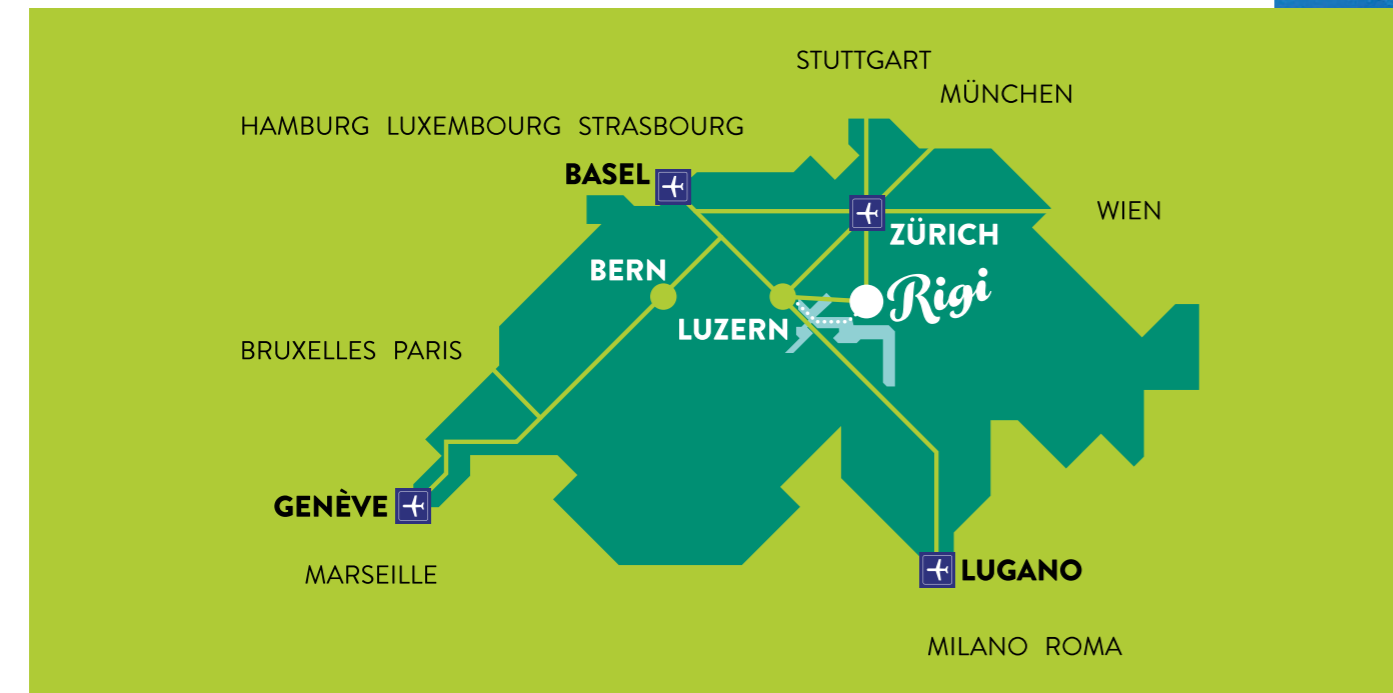 STUTTGART
MÜNCHEN
HAMBURG LUXEMBOURG STRASBOURG
BASEL
WIEN
ZÜRICH
BERN
Rigi
LUZERN
BRUXELLES PARIS
GENÈVE
MARSEILLE
LUGANO
MILANO ROMA